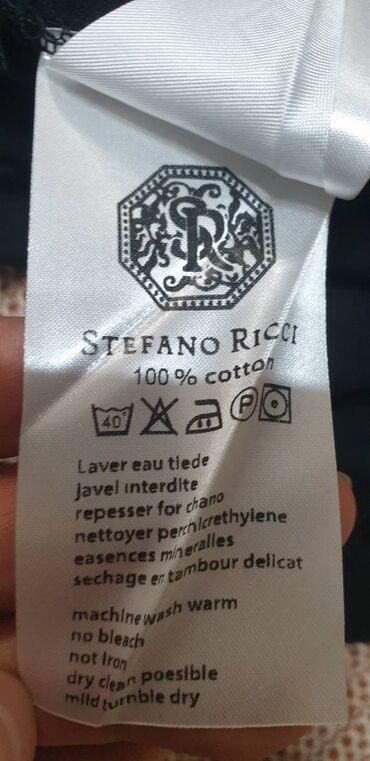 SR
STEFANO RICCI
100 % cotton
40° P
Laver eau tiede
javel interdite
repesser for chano
nettoyer perchlcrethylene
easences mineralles
sechage en tambour delicat
machine wash warm
no bleach
not iron
dry clean poesible
mild turnble dry